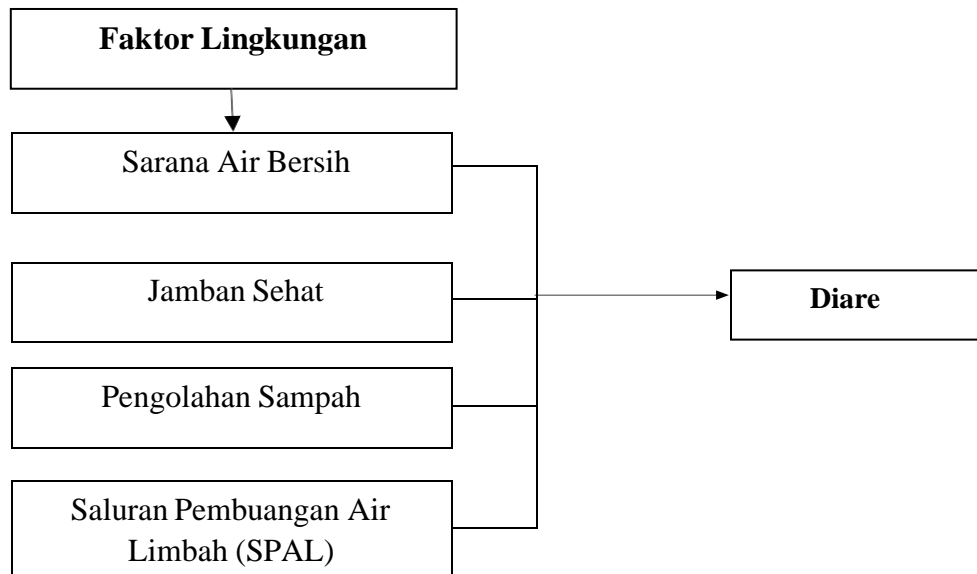 Faktor Lingkungan
Sarana Air Bersih
Jamban Sehat
Diare
Pengolahan Sampah
Saluran Pembuangan Air
Limbah (SPAL)